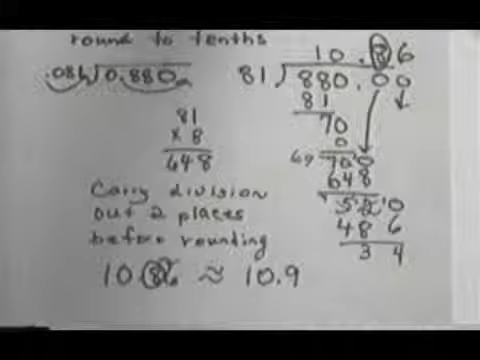 round to tenths
.081)0.880
10.86
81)880.00
81
70
0
69 700
648
520
486
34
81
× 8
648
Carry division
out 2 places
before rounding
10.86 ≈ 10.9